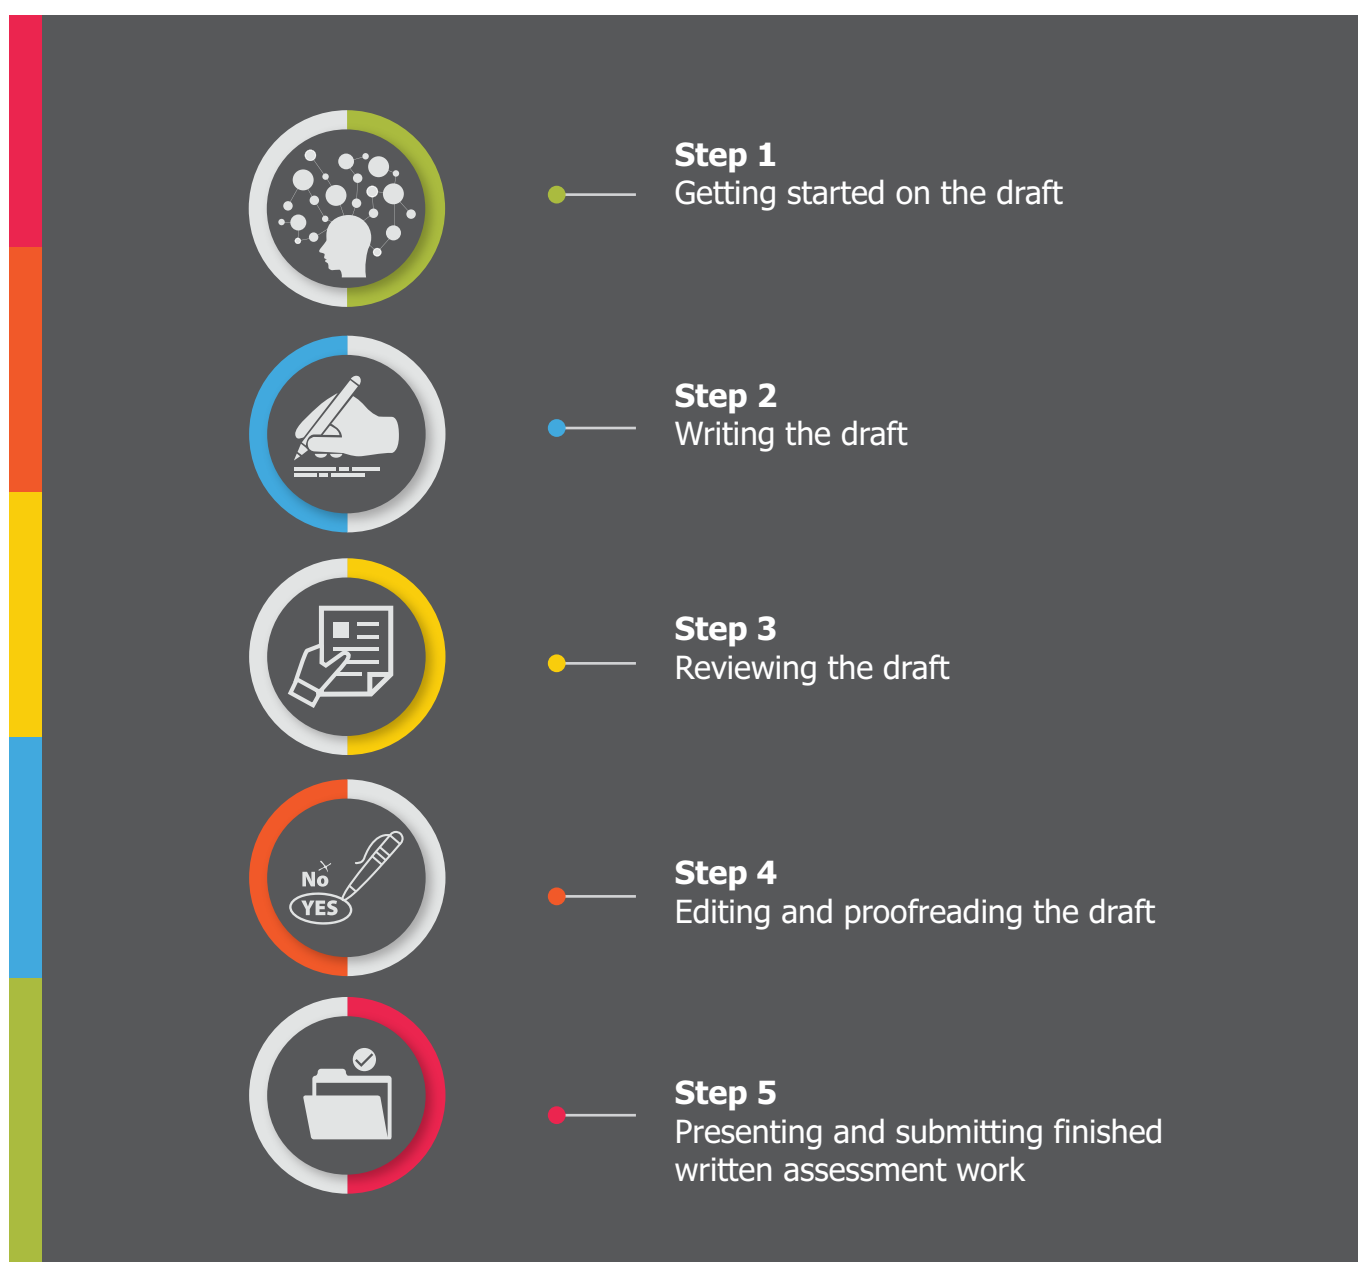 Step 1
Getting started on the draft
Step 2
Writing the draft
Step 3
Reviewing the draft
No
YES
Step 4
Editing and proofreading the draft
Step 5
Presenting and submitting finished
written assessment work